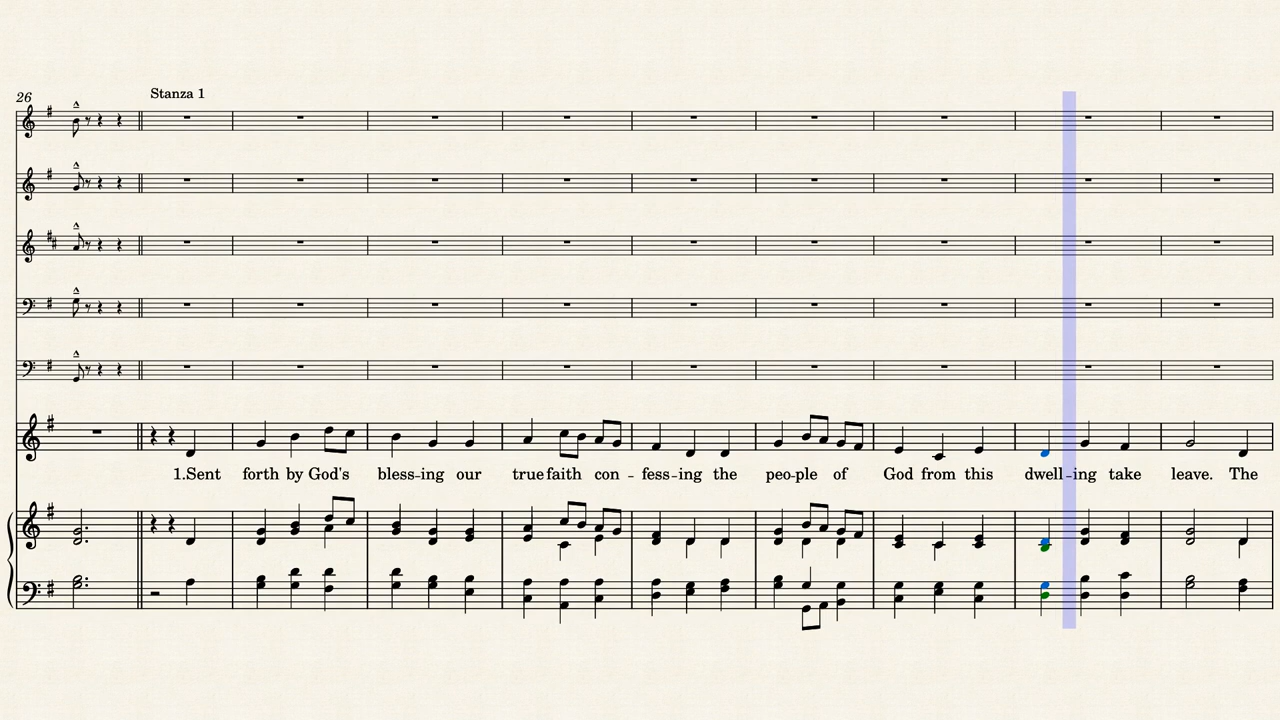 26
Stanza 1
1.Sent forth by God's bless-ing our true faith con - fess-ing the peo-ple of God from this dwell-ing take leave. The